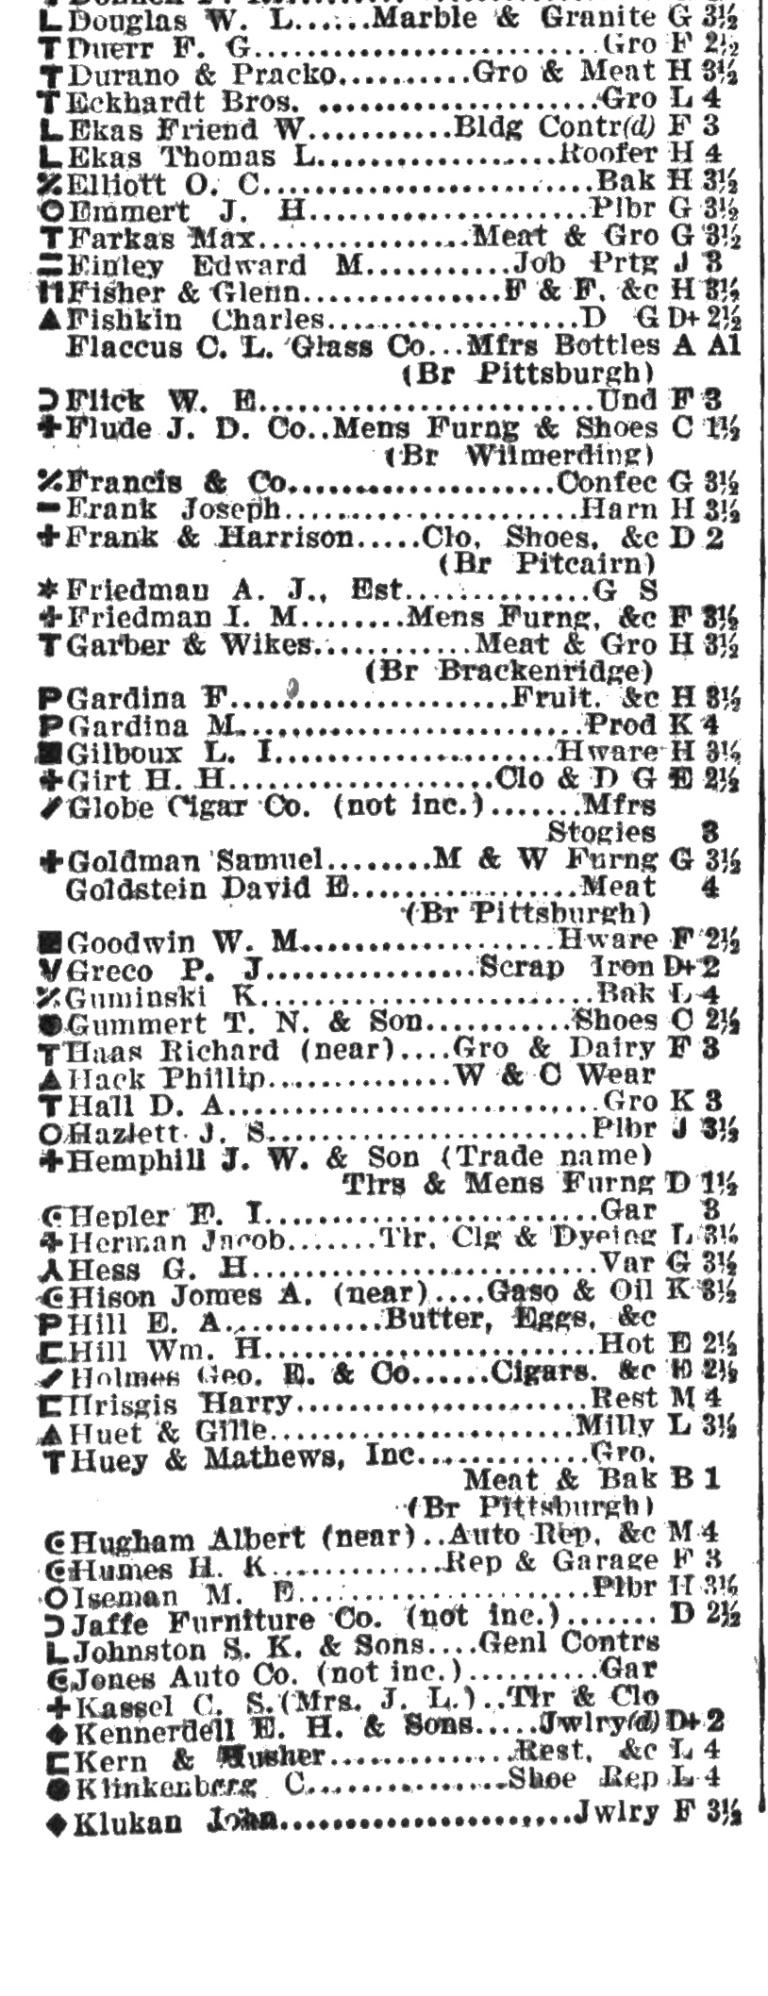 L Douglas W. L......Marble & Granite G 3½
T Duerr F. G..........................Gro F 2½
T Durano & Pracko..........Gro & Meat H 3½
T Eckhardt Bros. ......................Gro L 4
L Ekas Friend W...........Bldg Contr(d) F 3
L Ekas Thomas L..................Roofer H 4
% Elliott O. C.........................Bak H 3½
O Emmert J. H.....................Plbr G 3½
T Farkas Max................Meat & Gro G 3½
= Finley Edward M...........Job Prtg J 3
Fisher & Glenn...............F & F. &c H 3½
▲ Fishkin Charles...................D G D+ 2½
Flaccus C. L. Glass Co...Mfrs Bottles A A1
(Br Pittsburgh)
Flick W. E.........................Und F 3
✚ Flude J. D. Co..Mens Furng & Shoes C 1½
(Br Wilmerding)
% Francis & Co....................Confec G 3½
- Frank Joseph.....................Harn H 3½
✚ Frank & Harrison.....Clo, Shoes, &c D 2
(Br Pitcairn)
* Friedman A. J., Est..............G S
✚ Friedman I. M........Mens Furng, &c F 3½
T Garber & Wikes............Meat & Gro H 3½
(Br Brackenridge)
P Gardina F.....................Fruit. &c H 3½
P Gardina M..........................Prod K 4
■ Gilboux L. I.....................Hware H 3½
✚ Girt H. H....................Clo & D G E 2½
Globe Cigar Co. (not inc.).......Mfrs
Stogies 3
✚ Goldman Samuel........M & W Furng G 3½
Goldstein David E.................Meat 4
(Br Pittsburgh)
■ Goodwin W. M...................Hware F 2½
V Greco P. J................Scrap Iron D+ 2
% Guminski K.........................Bak L 4
● Gummert T. N. & Son...........Shoes C 2½
T Haas Richard (near)....Gro & Dairy F 3
▲ Hack Phillip..............W & C Wear
T Hall D. A............................Gro K 3
O Hazlett J. S........................Plbr J 3½
✚ Hemphill J. W. & Son (Trade name)
Tlrs & Mens Furng D 1½
Hepler E. I.........................Gar 3
✚ Herman Jacob.......Tlr. Clg & Dyeing L 3½
Hess G. H..........................Var G 3½
Hison Jomes A. (near)....Gaso & Oil K 3½
P Hill E. A............Butter, Eggs, &c
Hill Wm. H.........................Hot E 2½
Holmes Geo. E. & Co......Cigars. &c E 2½
Hrisgis Harry.......................Rest M 4
▲ Huet & Gille.......................Milly L 3½
T Huey & Mathews, Inc.............Gro,
Meat & Bak B 1
(Br Pittsburgh)
Hugham Albert (near)..Auto Rep, &c M 4
Humes H. K.............Rep & Garage F 3
O Iseman M. E....................Plbr H 3½
Jaffe Furniture Co. (not inc.)....... D 2½
L Johnston S. K. & Sons....Genl Contrs
Jones Auto Co. (not inc.)..........Gar
✚ Kassel C. S.(Mrs. J. L.)..Tlr & Clo
◆ Kennerdell E. H. & Sons.....Jwlry(d) D+ 2
Kern & ..............Rest, &c L 4
● Klinkenberg C...............Shoe Rep L 4
◆ Klukan John......................Jwlry F 3½